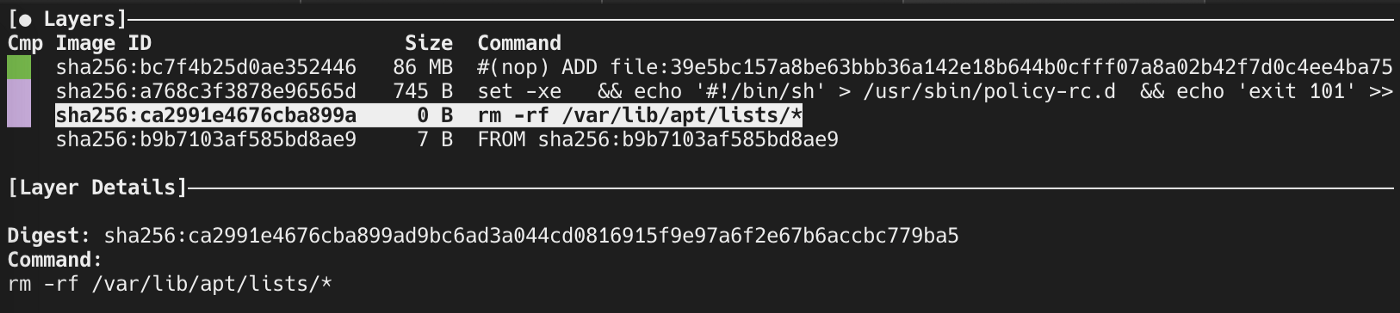 [● Layers]
Cmp Image ID Size Command
sha256:bc7f4b25d0ae352446 86 MB #(nop) ADD file:39e5bc157a8be63bbb36a142e18b644b0cfff07a8a02b42f7d0c4ee4ba75
sha256:a768c3f3878e96565d 745 B set -xe && echo '#!/bin/sh' > /usr/sbin/policy-rc.d && echo 'exit 101' >>
sha256:ca2991e4676cba899a 0 B rm -rf /var/lib/apt/lists/*
sha256:b9b7103af585bd8ae9 7 B FROM sha256:b9b7103af585bd8ae9
[Layer Details]
Digest: sha256:ca2991e4676cba899ad9bc6ad3a044cd0816915f9e97a6f2e67b6accbc779ba5
Command:
rm -rf /var/lib/apt/lists/*